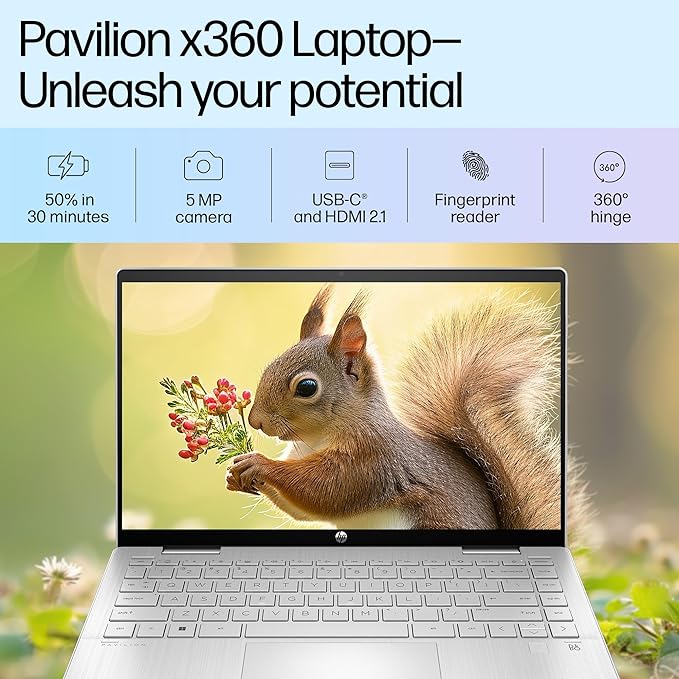 Pavilion x360 Laptop—
Unleash your potential
50% in
30 minutes
5 MP
camera
USB-C®
and HDMI 2.1
Fingerprint
reader
360°
360°
hinge
hp
Q W E R T Y U I O P
A S D F G H J K L
Z X C V B N M
PAVILION
B&O